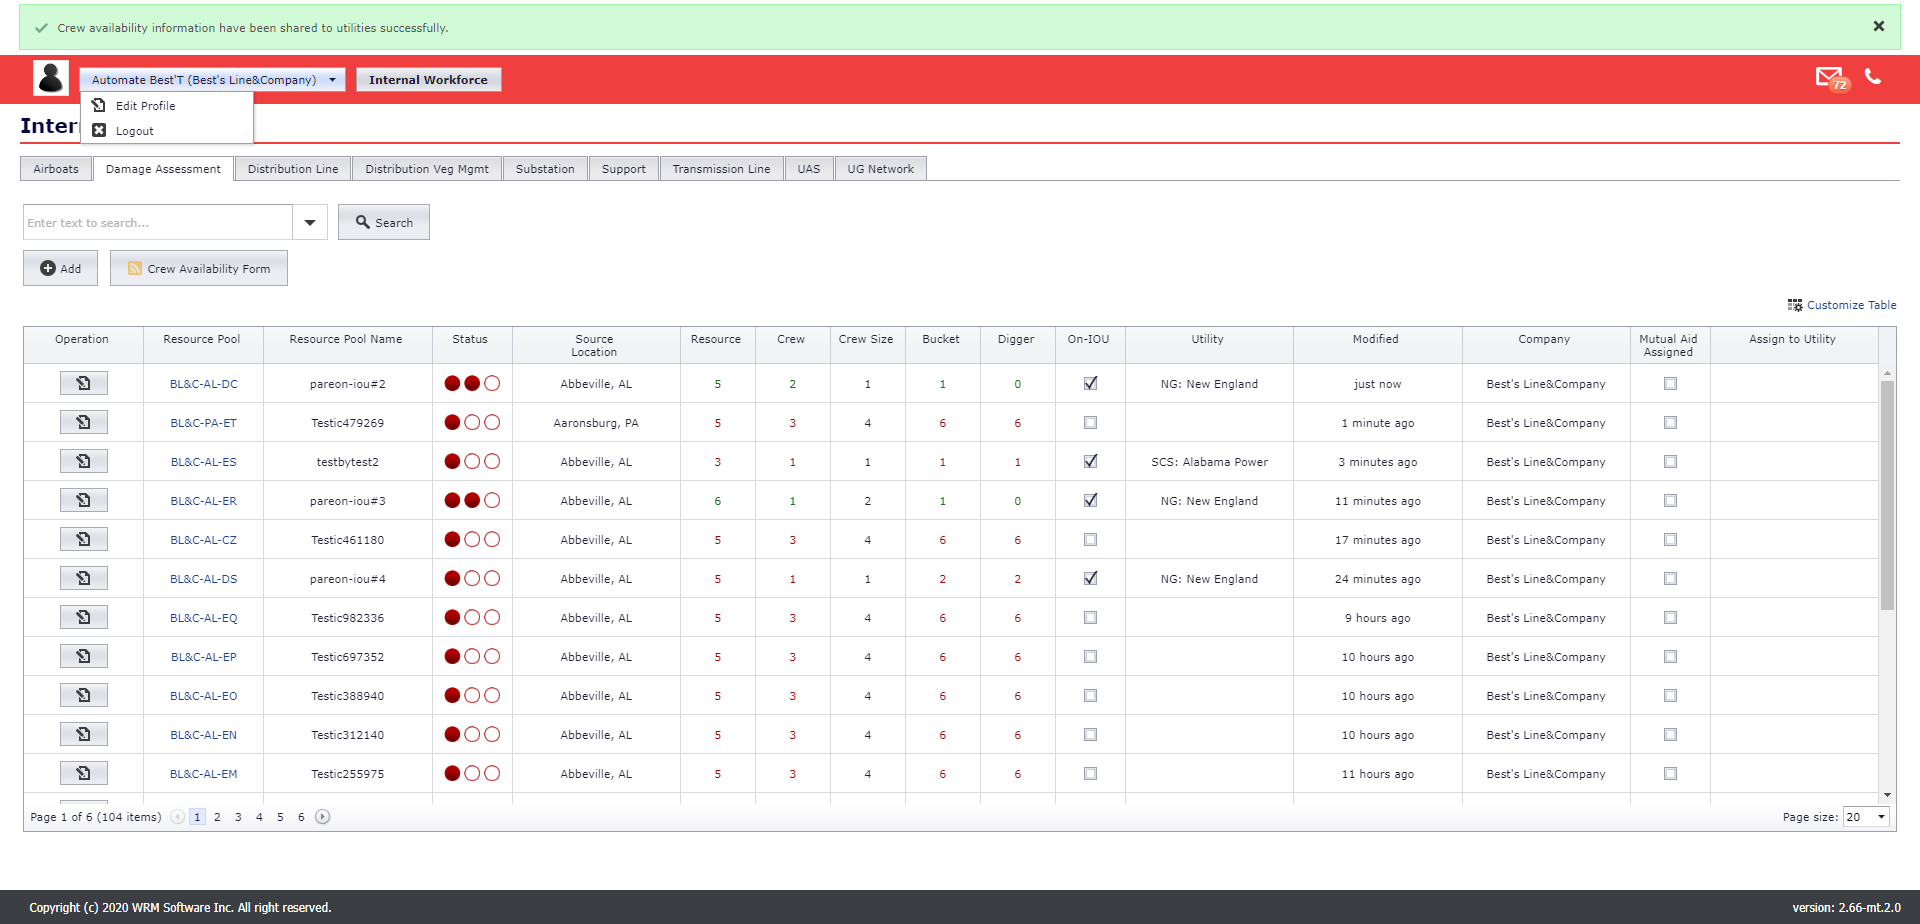 Crew availability information have been shared to utilities successfully.
Automate Best'T (Best's Line&Company) Internal Workforce 72
Edit Profile
Logout
Inter
Airboats Damage Assessment Distribution Line Distribution Veg Mgmt Substation Support Transmission Line UAS UG Network
Enter text to search... Search
Add Crew Availability Form
Customize Table
Operation Resource Pool Resource Pool Name Status Source Location Resource Crew Crew Size Bucket Digger On-IOU Utility Modified Company Mutual Aid Assigned Assign to Utility
BL&C-AL-DC pareon-iou#2 Abbeville, AL 5 2 1 1 0 NG: New England just now Best's Line&Company
BL&C-PA-ET Testic479269 Aaronsburg, PA 5 3 4 6 6 1 minute ago Best's Line&Company
BL&C-AL-ES testbytest2 Abbeville, AL 3 1 1 1 1 SCS: Alabama Power 3 minutes ago Best's Line&Company
BL&C-AL-ER pareon-iou#3 Abbeville, AL 6 1 2 1 0 NG: New England 11 minutes ago Best's Line&Company
BL&C-AL-CZ Testic461180 Abbeville, AL 5 3 4 6 6 17 minutes ago Best's Line&Company
BL&C-AL-DS pareon-iou#4 Abbeville, AL 5 1 1 2 2 NG: New England 24 minutes ago Best's Line&Company
BL&C-AL-EQ Testic982336 Abbeville, AL 5 3 4 6 6 9 hours ago Best's Line&Company
BL&C-AL-EP Testic697352 Abbeville, AL 5 3 4 6 6 10 hours ago Best's Line&Company
BL&C-AL-EO Testic388940 Abbeville, AL 5 3 4 6 6 10 hours ago Best's Line&Company
BL&C-AL-EN Testic312140 Abbeville, AL 5 3 4 6 6 10 hours ago Best's Line&Company
BL&C-AL-EM Testic255975 Abbeville, AL 5 3 4 6 6 11 hours ago Best's Line&Company
Page 1 of 6 (104 items) 1 2 3 4 5 6 Page size: 20
Copyright (c) 2020 WRM Software Inc. All right reserved. version: 2.66-mt.2.0